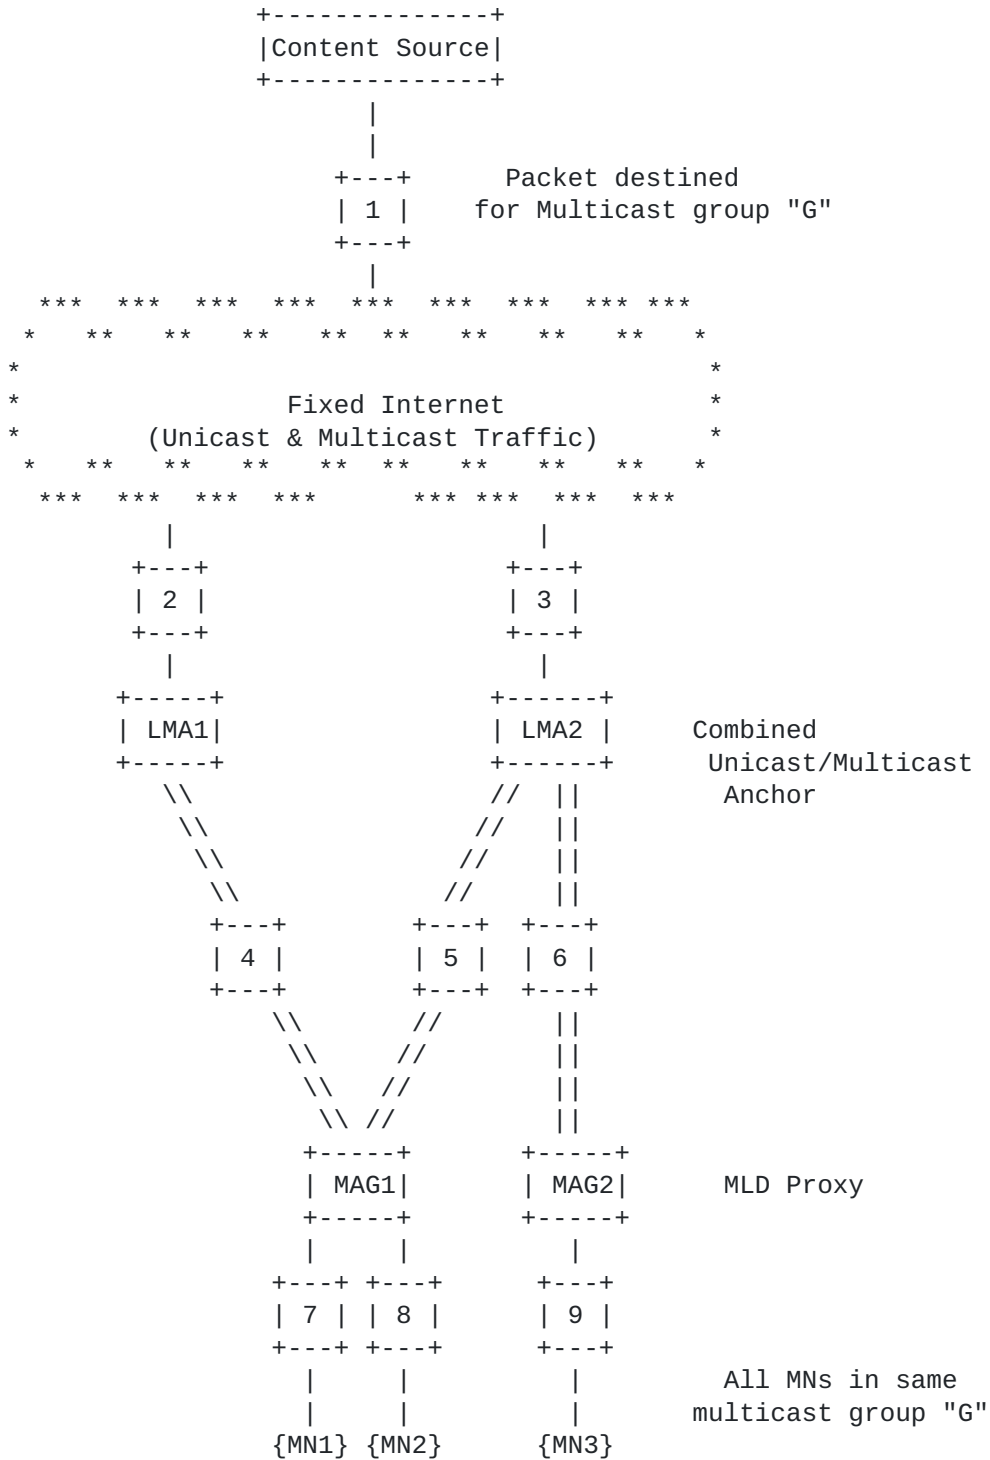 Content Source
1 Packet destined
for Multicast group "G"
Fixed Internet
(Unicast & Multicast Traffic)
2 3
LMA1 LMA2 Combined
Unicast/Multicast
Anchor
4 5 6
MAG1 MAG2 MLD Proxy
7 8 9
All MNs in same
multicast group "G"
{MN1} {MN2} {MN3}